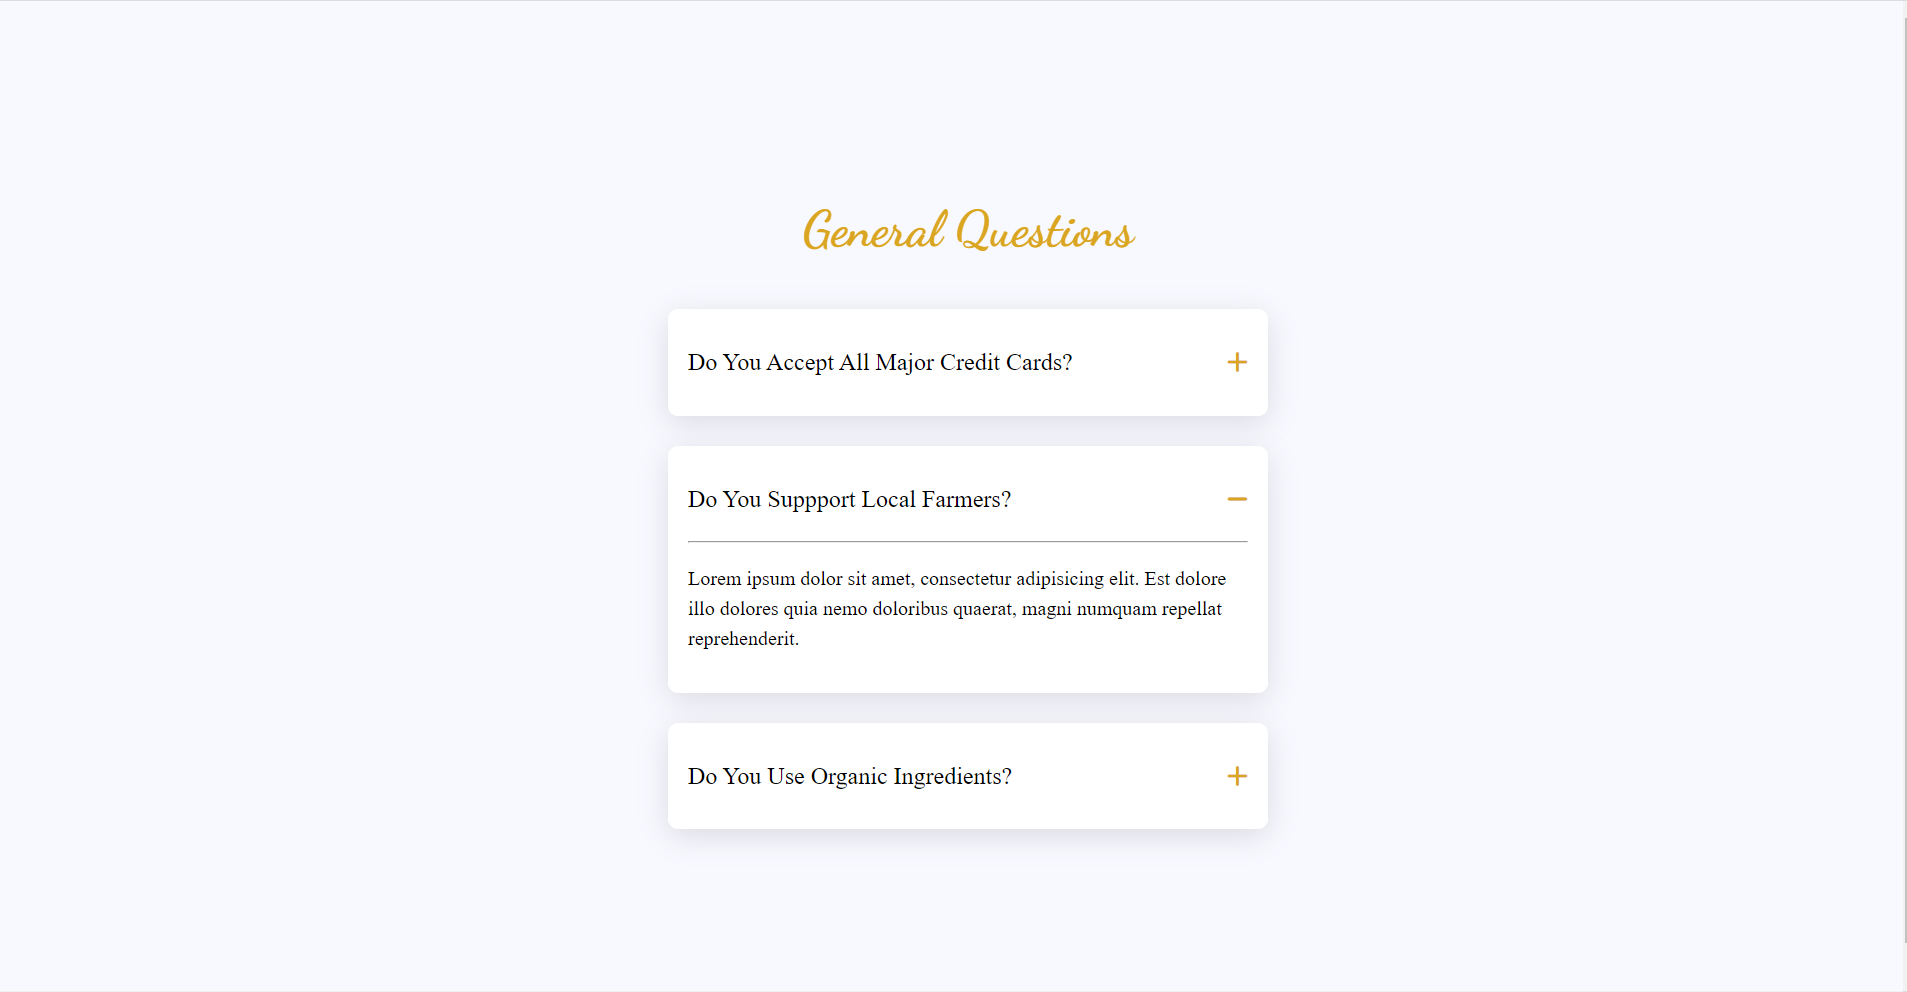 General Questions
Do You Accept All Major Credit Cards?
Do You Suppport Local Farmers?
Lorem ipsum dolor sit amet, consectetur adipisicing elit. Est dolore
illo dolores quia nemo doloribus quaerat, magni numquam repellat
reprehenderit.
Do You Use Organic Ingredients?